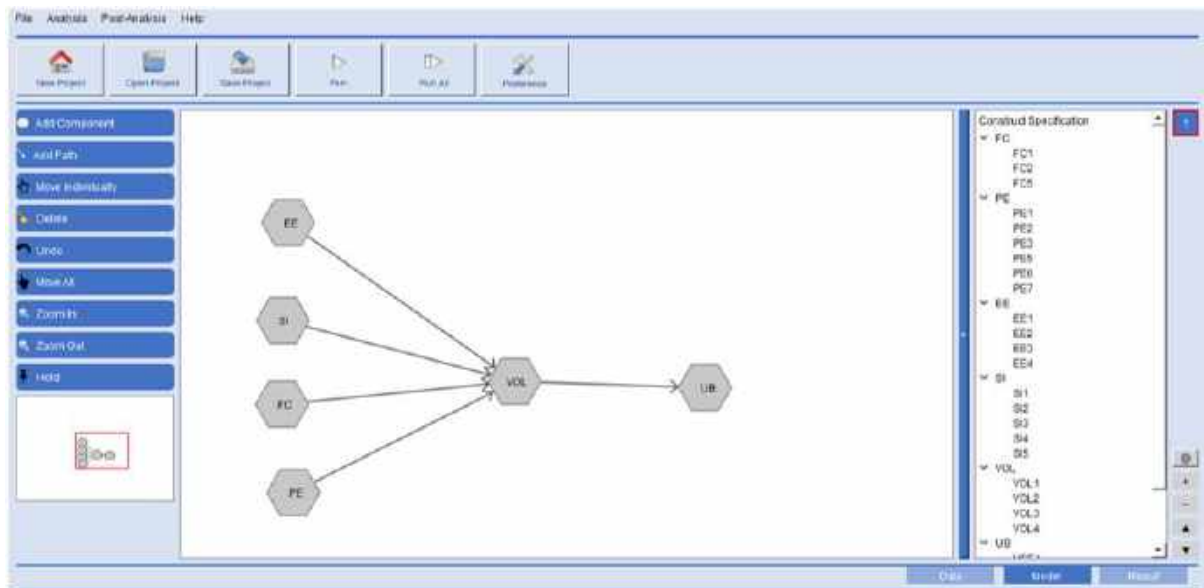 File Analysis Post-Analysis Help
New Project Open Project Save Project Run Run All Preference
Add Component
Add Path
Move Individually
Delete
Undo
Move All
Zoom In
Zoom Out
Hold
EE
SI
FC
PE
VOL
UB
Construct Specification
FC
FC1
FC2
FC5
PE
PE1
PE2
PE3
PE5
PE6
PE7
EE
EE1
EE2
EE3
EE4
SI
SI1
SI2
SI3
SI4
SI5
VOL
VOL1
VOL2
VOL3
VOL4
UB
1
Data Model Result